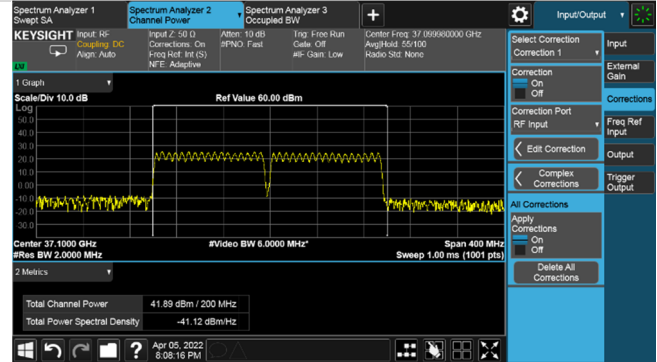 Spectrum Analyzer 1
Swept SA
Spectrum Analyzer 2
Channel Power
Spectrum Analyzer 3
Occupied BW
Input/Output
KEYSIGHT
Input: RF
Coupling: DC
Align: Auto
Input Z: 50 Ω
Corrections: On
Freq Ref: Int (S)
NFE: Adaptive
Atten: 10 dB
#PNO: Fast
Trig: Free Run
Gate: Off
#IF Gain: Low
Center Freq: 37.099980000 GHz
Avg|Hold: 55/100
Radio Std: None
1 Graph
Scale/Div 10.0 dB
Ref Value 60.00 dBm
Log
50.0
40.0
30.0
20.0
10.0
0.00
-10.0
-20.0
-30.0
Center 37.1000 GHz
#Res BW 2.0000 MHz
#Video BW 6.0000 MHz*
Span 400 MHz
Sweep 1.00 ms (1001 pts)
2 Metrics
Total Channel Power 41.89 dBm / 200 MHz
Total Power Spectral Density -41.12 dBm/Hz
Apr 05, 2022
8:08:16 PM
Select Correction
Correction 1
Correction
On
Off
Correction Port
RF Input
Edit Correction
Complex
Corrections
All Corrections
Apply
Corrections
On
Off
Delete All
Corrections
Input
External
Gain
Corrections
Freq Ref
Input
Output
Trigger
Output